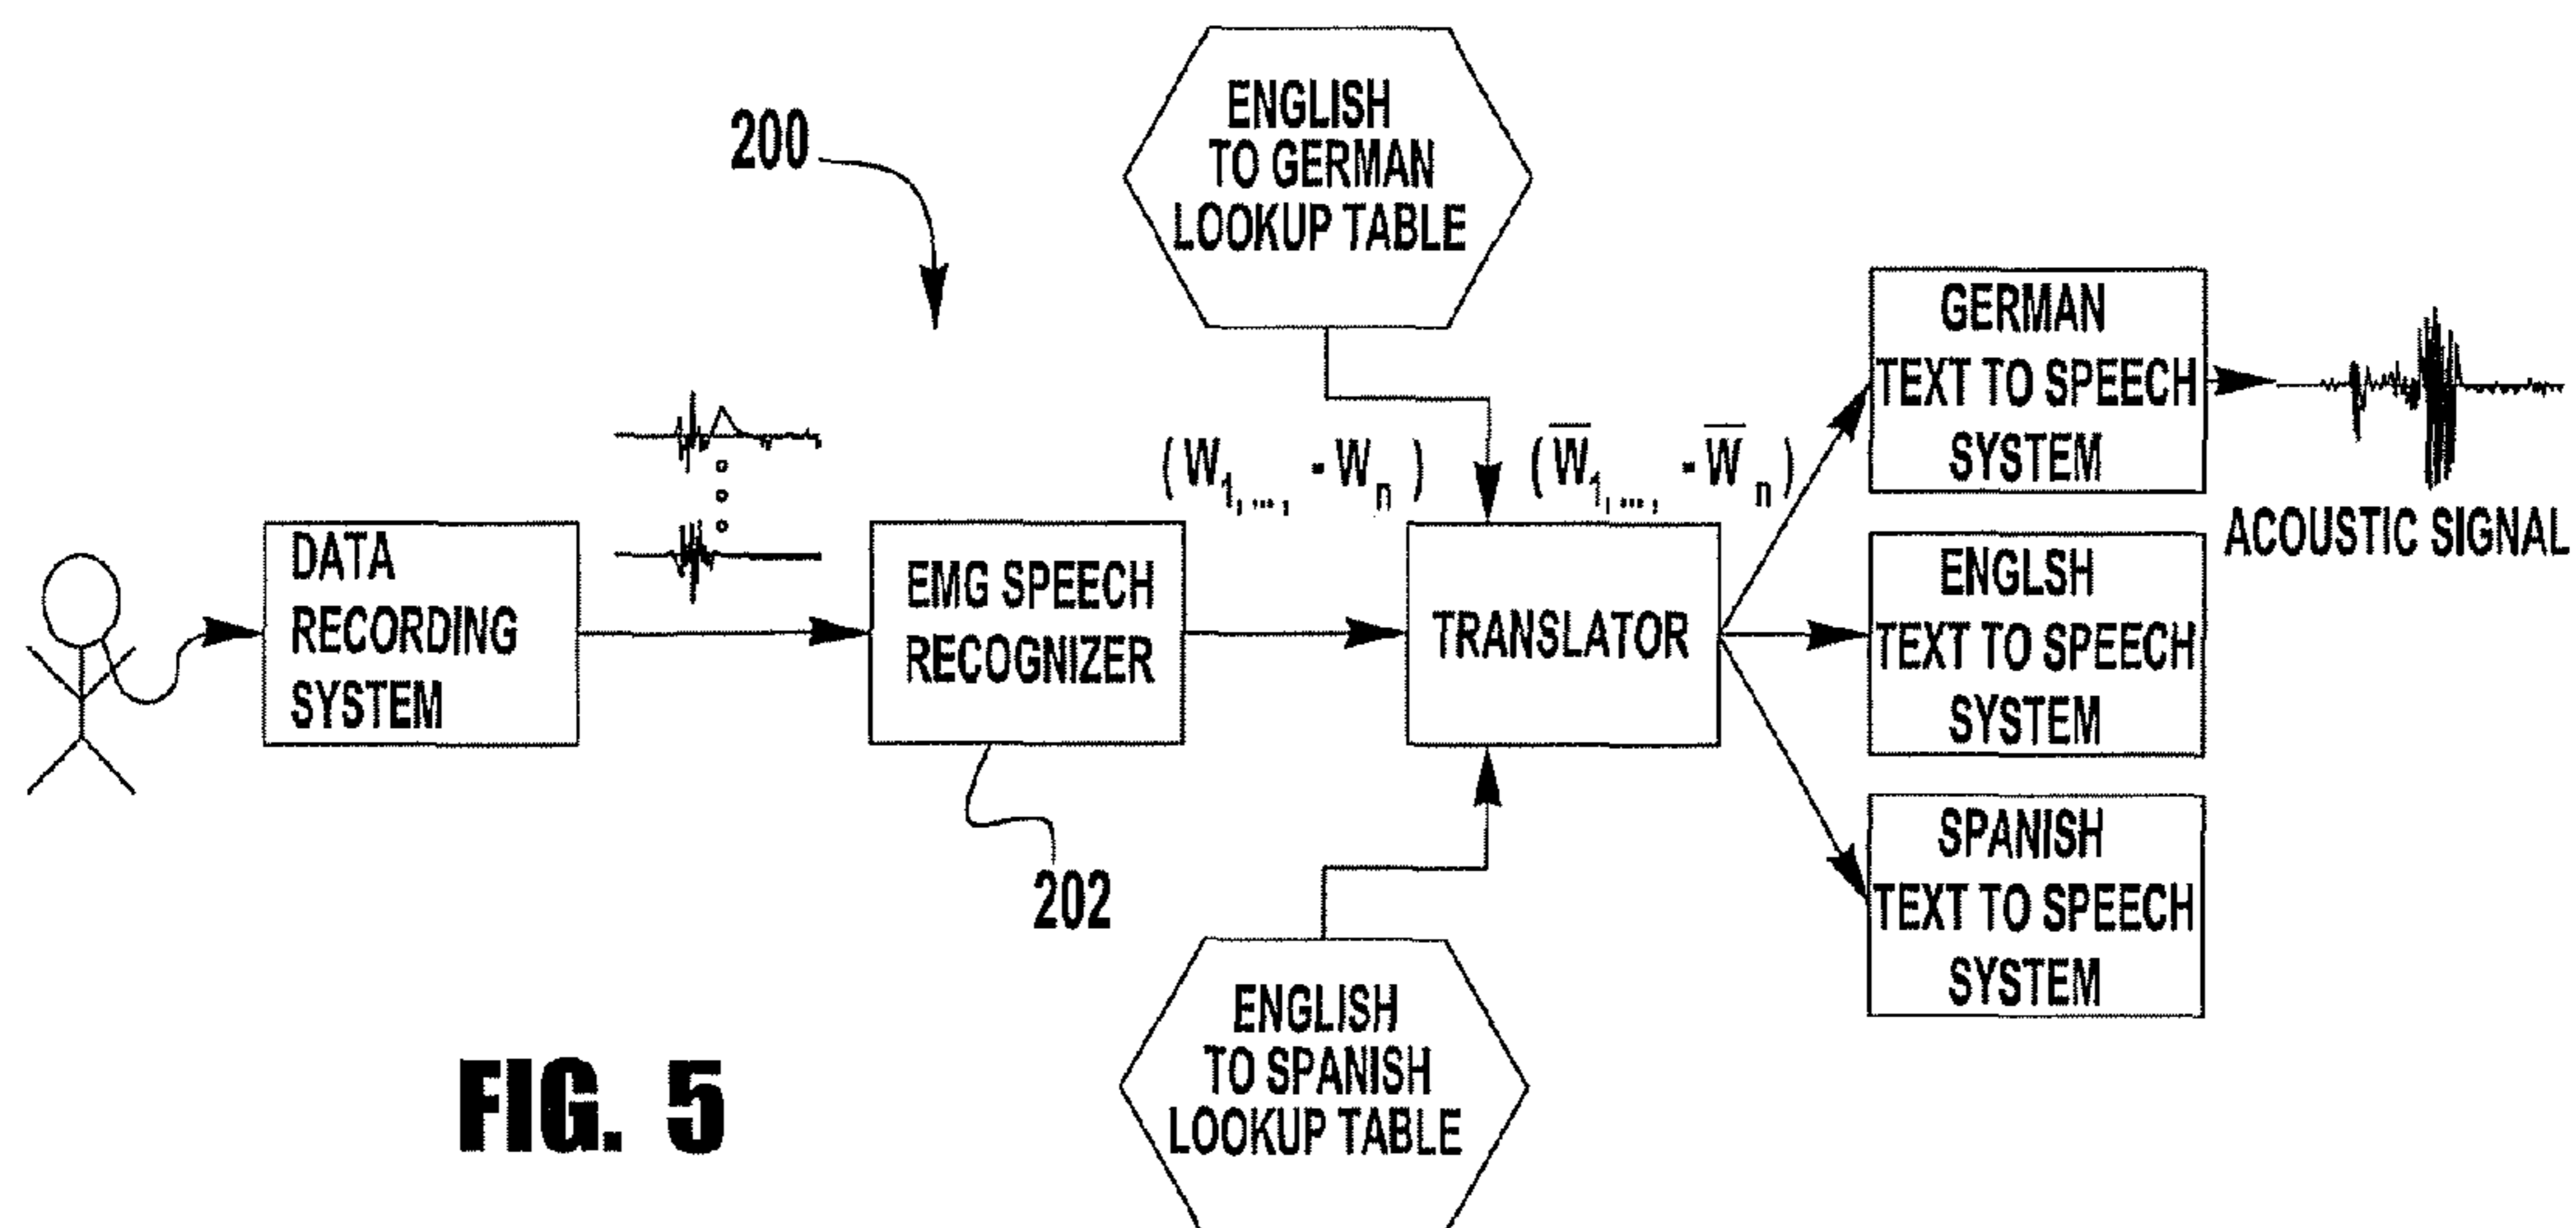 200
ENGLISH
TO GERMAN
LOOKUP TABLE
DATA
RECORDING
SYSTEM
EMG SPEECH
RECOGNIZER
202
(W1,..., - Wn)
TRANSLATOR
(W̅1,..., - W̅n)
ENGLISH
TO SPANISH
LOOKUP TABLE
GERMAN
TEXT TO SPEECH
SYSTEM
ACOUSTIC SIGNAL
ENGLSH
TEXT TO SPEECH
SYSTEM
SPANISH
TEXT TO SPEECH
SYSTEM
FIG. 5